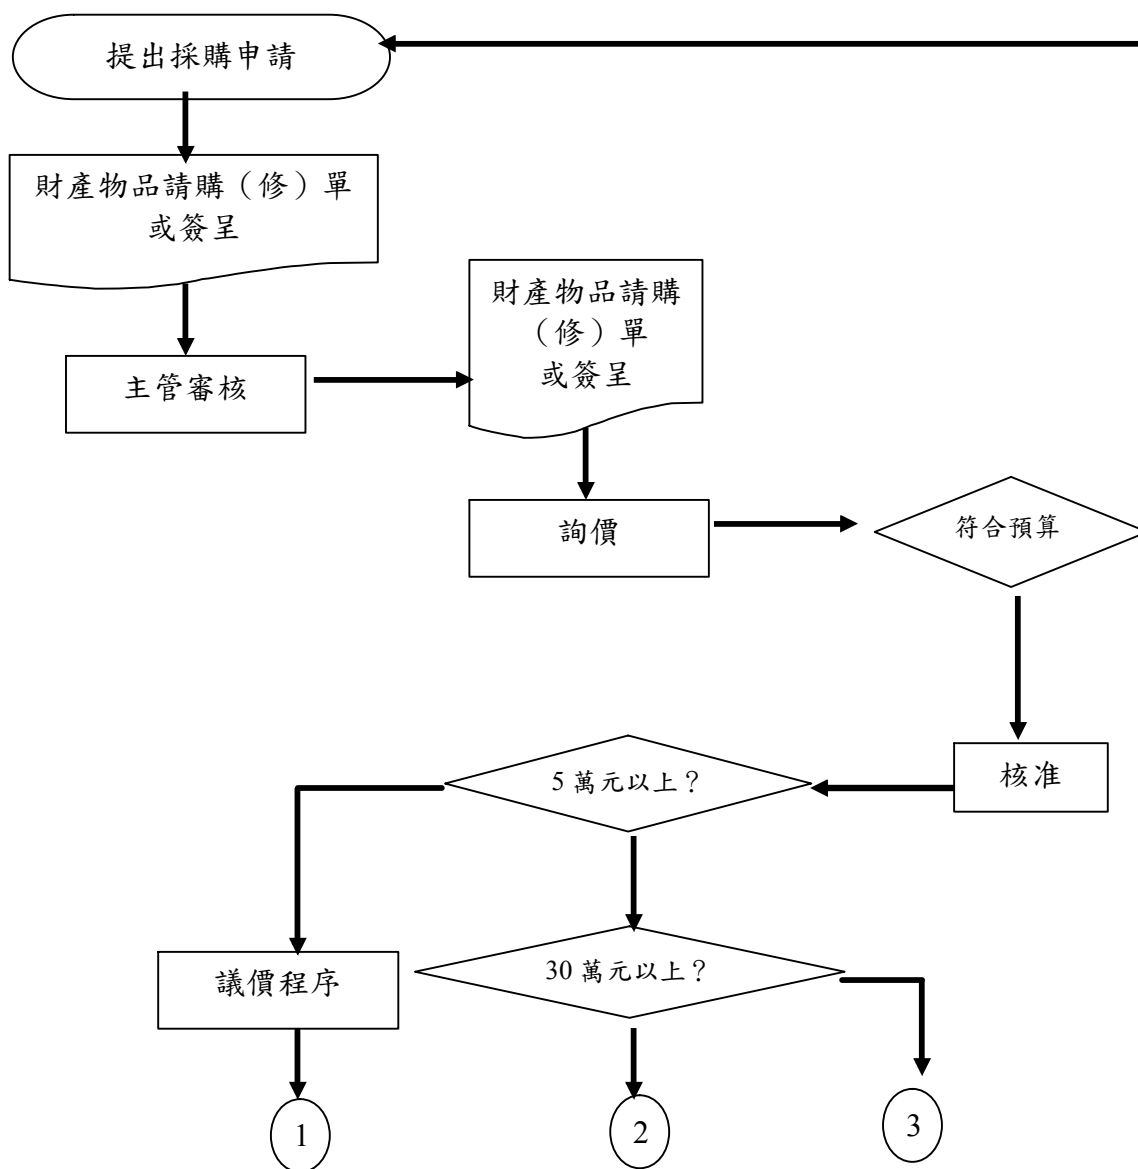 提出採購申請
財產物品請購（修）單
或簽呈
主管審核
財產物品請購
（修）單
或簽呈
詢價
符合預算
核准
5 萬元以上？
議價程序
30 萬元以上？
1
2
3